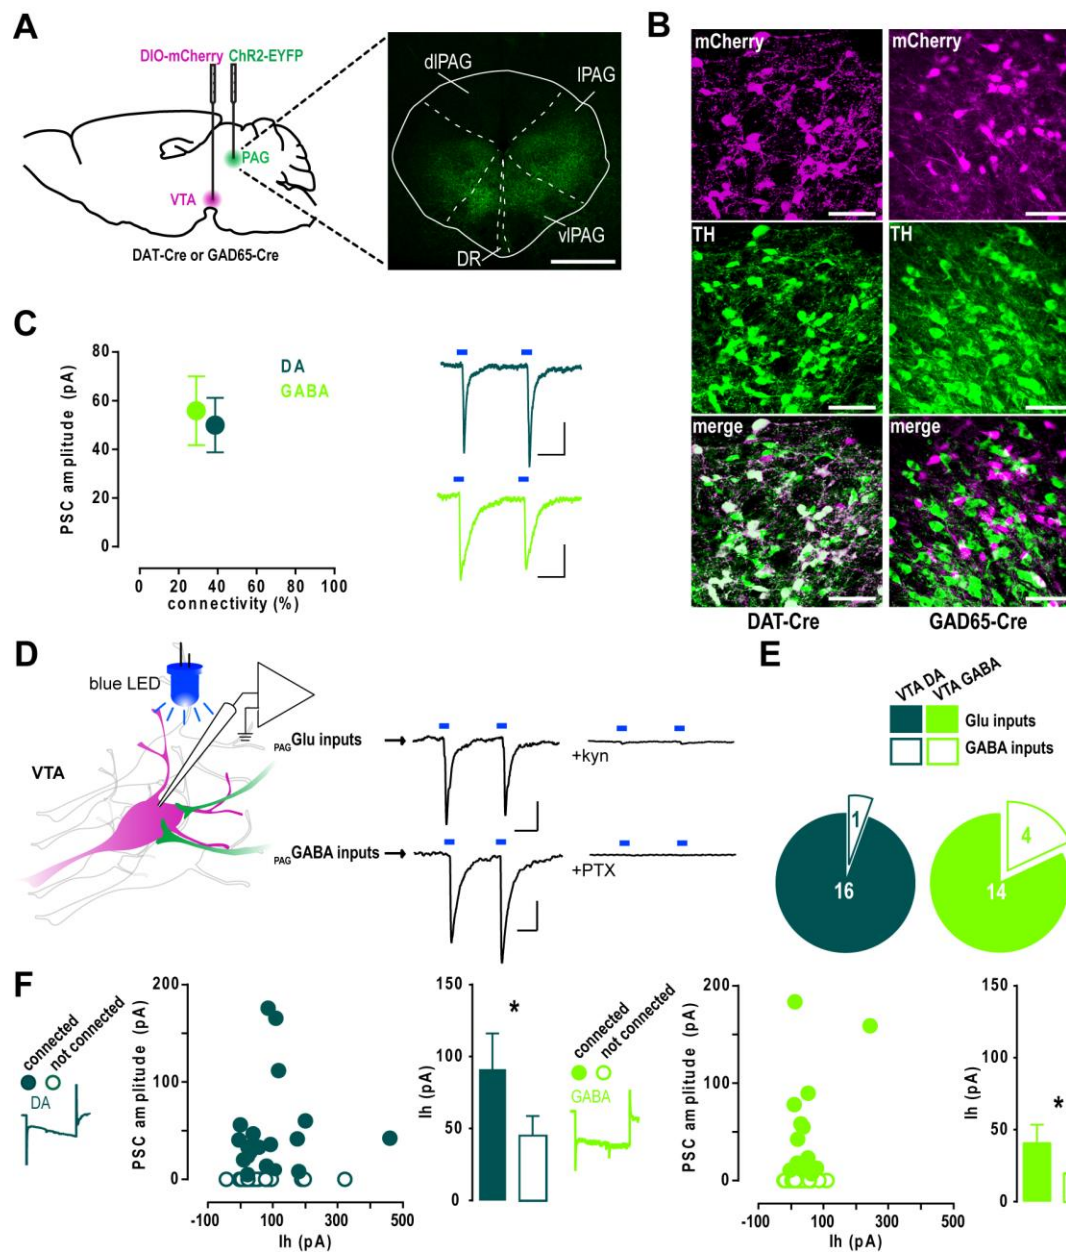 A
DIO-mCherry ChR2-EYFP
PAG
VTA
DAT-Cre or GAD65-Cre
dlPAG
lPAG
vlPAG
DR
B
mCherry
mCherry
TH
TH
merge
merge
DAT-Cre
GAD65-Cre
C
PSC amplitude (pA)
80
60
40
20
0
0 20 40 60 80 100
connectivity (%)
DA
GABA
D
blue LED
VTA
PAG Glu inputs
+kyn
PAG GABA inputs
+PTX
E
VTA DA
VTA GABA
Glu inputs
GABA inputs
1
16
4
14
F
connected
not connected
DA
PSC amplitude (pA)
200
100
0
-100 100 300 500
Ih (pA)
Ih (pA)
150
100
50
0
*
connected
not connected
GABA
PSC amplitude (pA)
200
100
0
-100 100 300 500
Ih (pA)
Ih (pA)
150
100
50
0
*